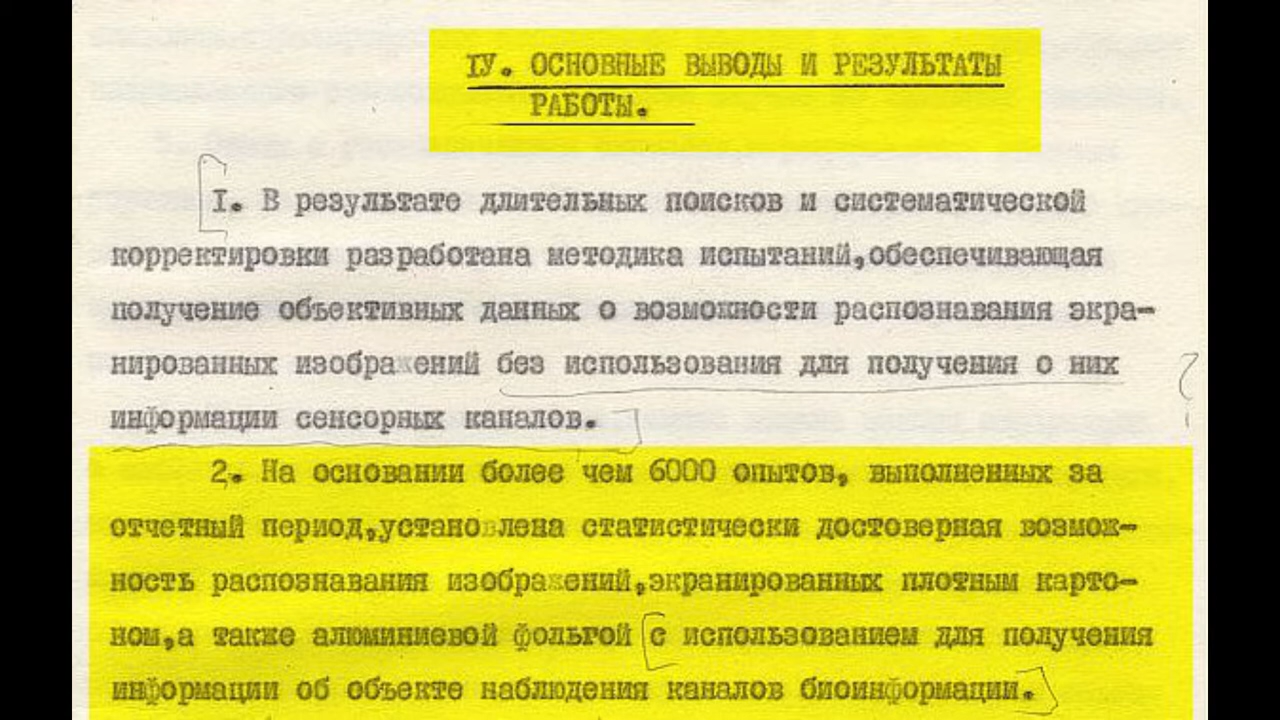 IУ. ОСНОВНЫЕ ВЫВОДЫ И РЕЗУЛЬТАТЫ
РАБОТЫ.
I. В результате длительных поисков и систематической
корректировки разработана методика испытаний,обеспечивающая
получение объективных данных о возможности распознавания экра-
нированных изображений без использования для получения о них
информации сенсорных каналов.
2. На основании более чем 6000 опытов, выполненных за
отчетный период,установлена статистически достоверная возмож-
ность распознавания изображений,экранированных плотным карто-
ном,а также алюминиевой фольгой с использованием для получения
информации об объекте наблюдения каналов биоинформации.